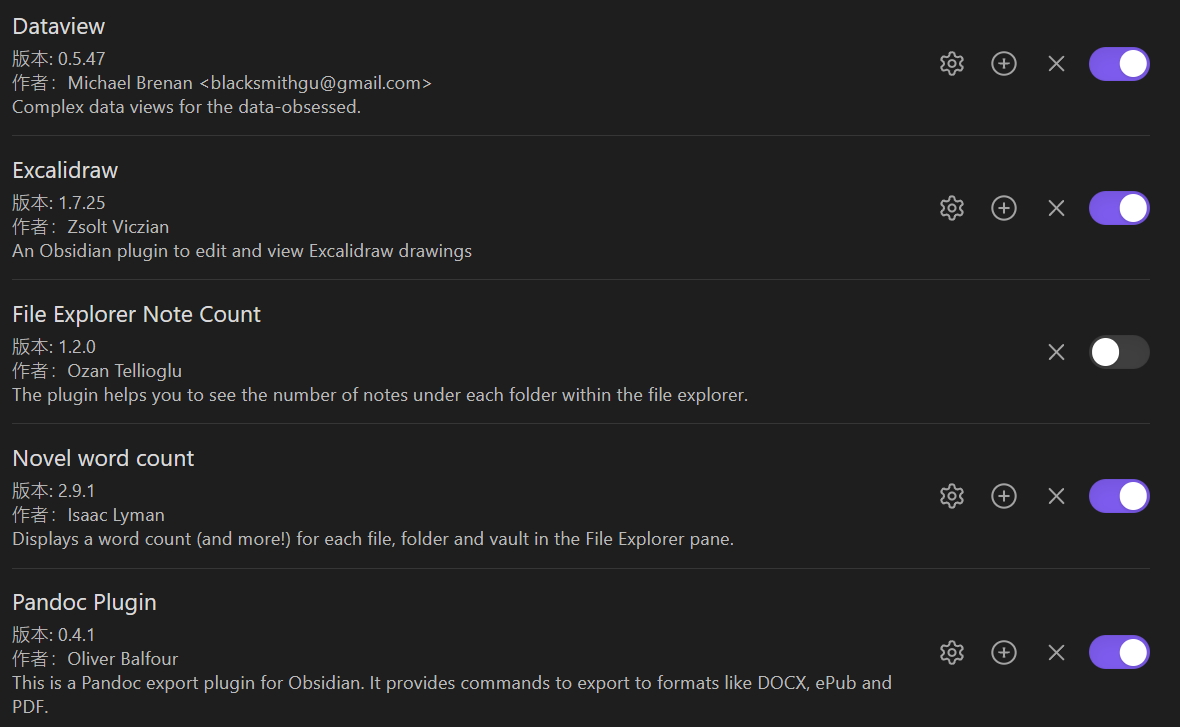 Dataview
版本: 0.5.47
作者：Michael Brenan <blacksmithgu@gmail.com>
Complex data views for the data-obsessed.
Excalidraw
版本: 1.7.25
作者：Zsolt Viczian
An Obsidian plugin to edit and view Excalidraw drawings
File Explorer Note Count
版本: 1.2.0
作者：Ozan Tellioglu
The plugin helps you to see the number of notes under each folder within the file explorer.
Novel word count
版本: 2.9.1
作者：Isaac Lyman
Displays a word count (and more!) for each file, folder and vault in the File Explorer pane.
Pandoc Plugin
版本: 0.4.1
作者：Oliver Balfour
This is a Pandoc export plugin for Obsidian. It provides commands to export to formats like DOCX, ePub and
PDF.